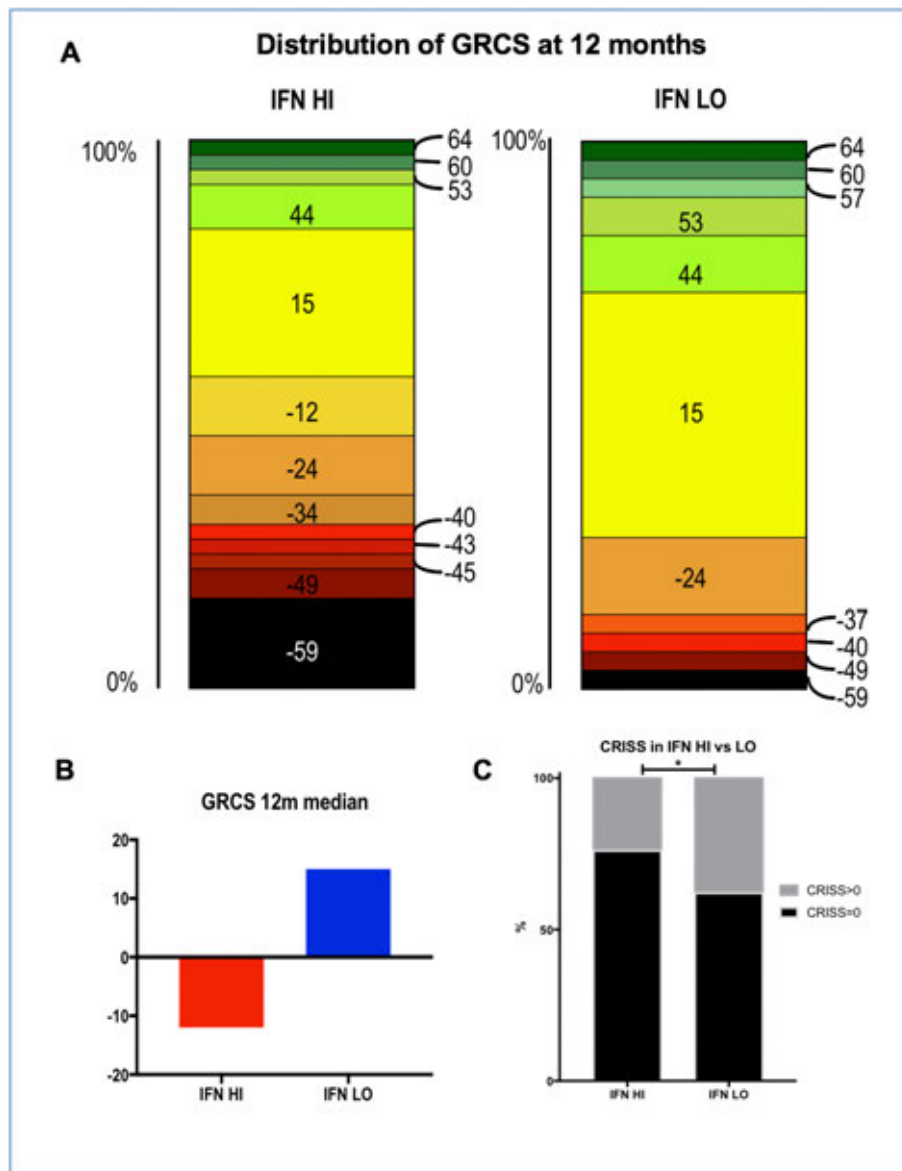 A
Distribution of GRCS at 12 months
IFN HI
100%
64
60
53
44
15
-12
-24
-34
-40
-43
-45
-49
-59
0%
IFN LO
100%
64
60
57
53
44
15
-24
-37
-40
-49
-59
0%
B
GRCS 12m median
20
10
0
-10
-20
IFN HI
IFN LO
C
CRISS in IFN HI vs LO
*
100
50
0
%
CRISS>0
CRISS=0
IFN HI
IFN LO